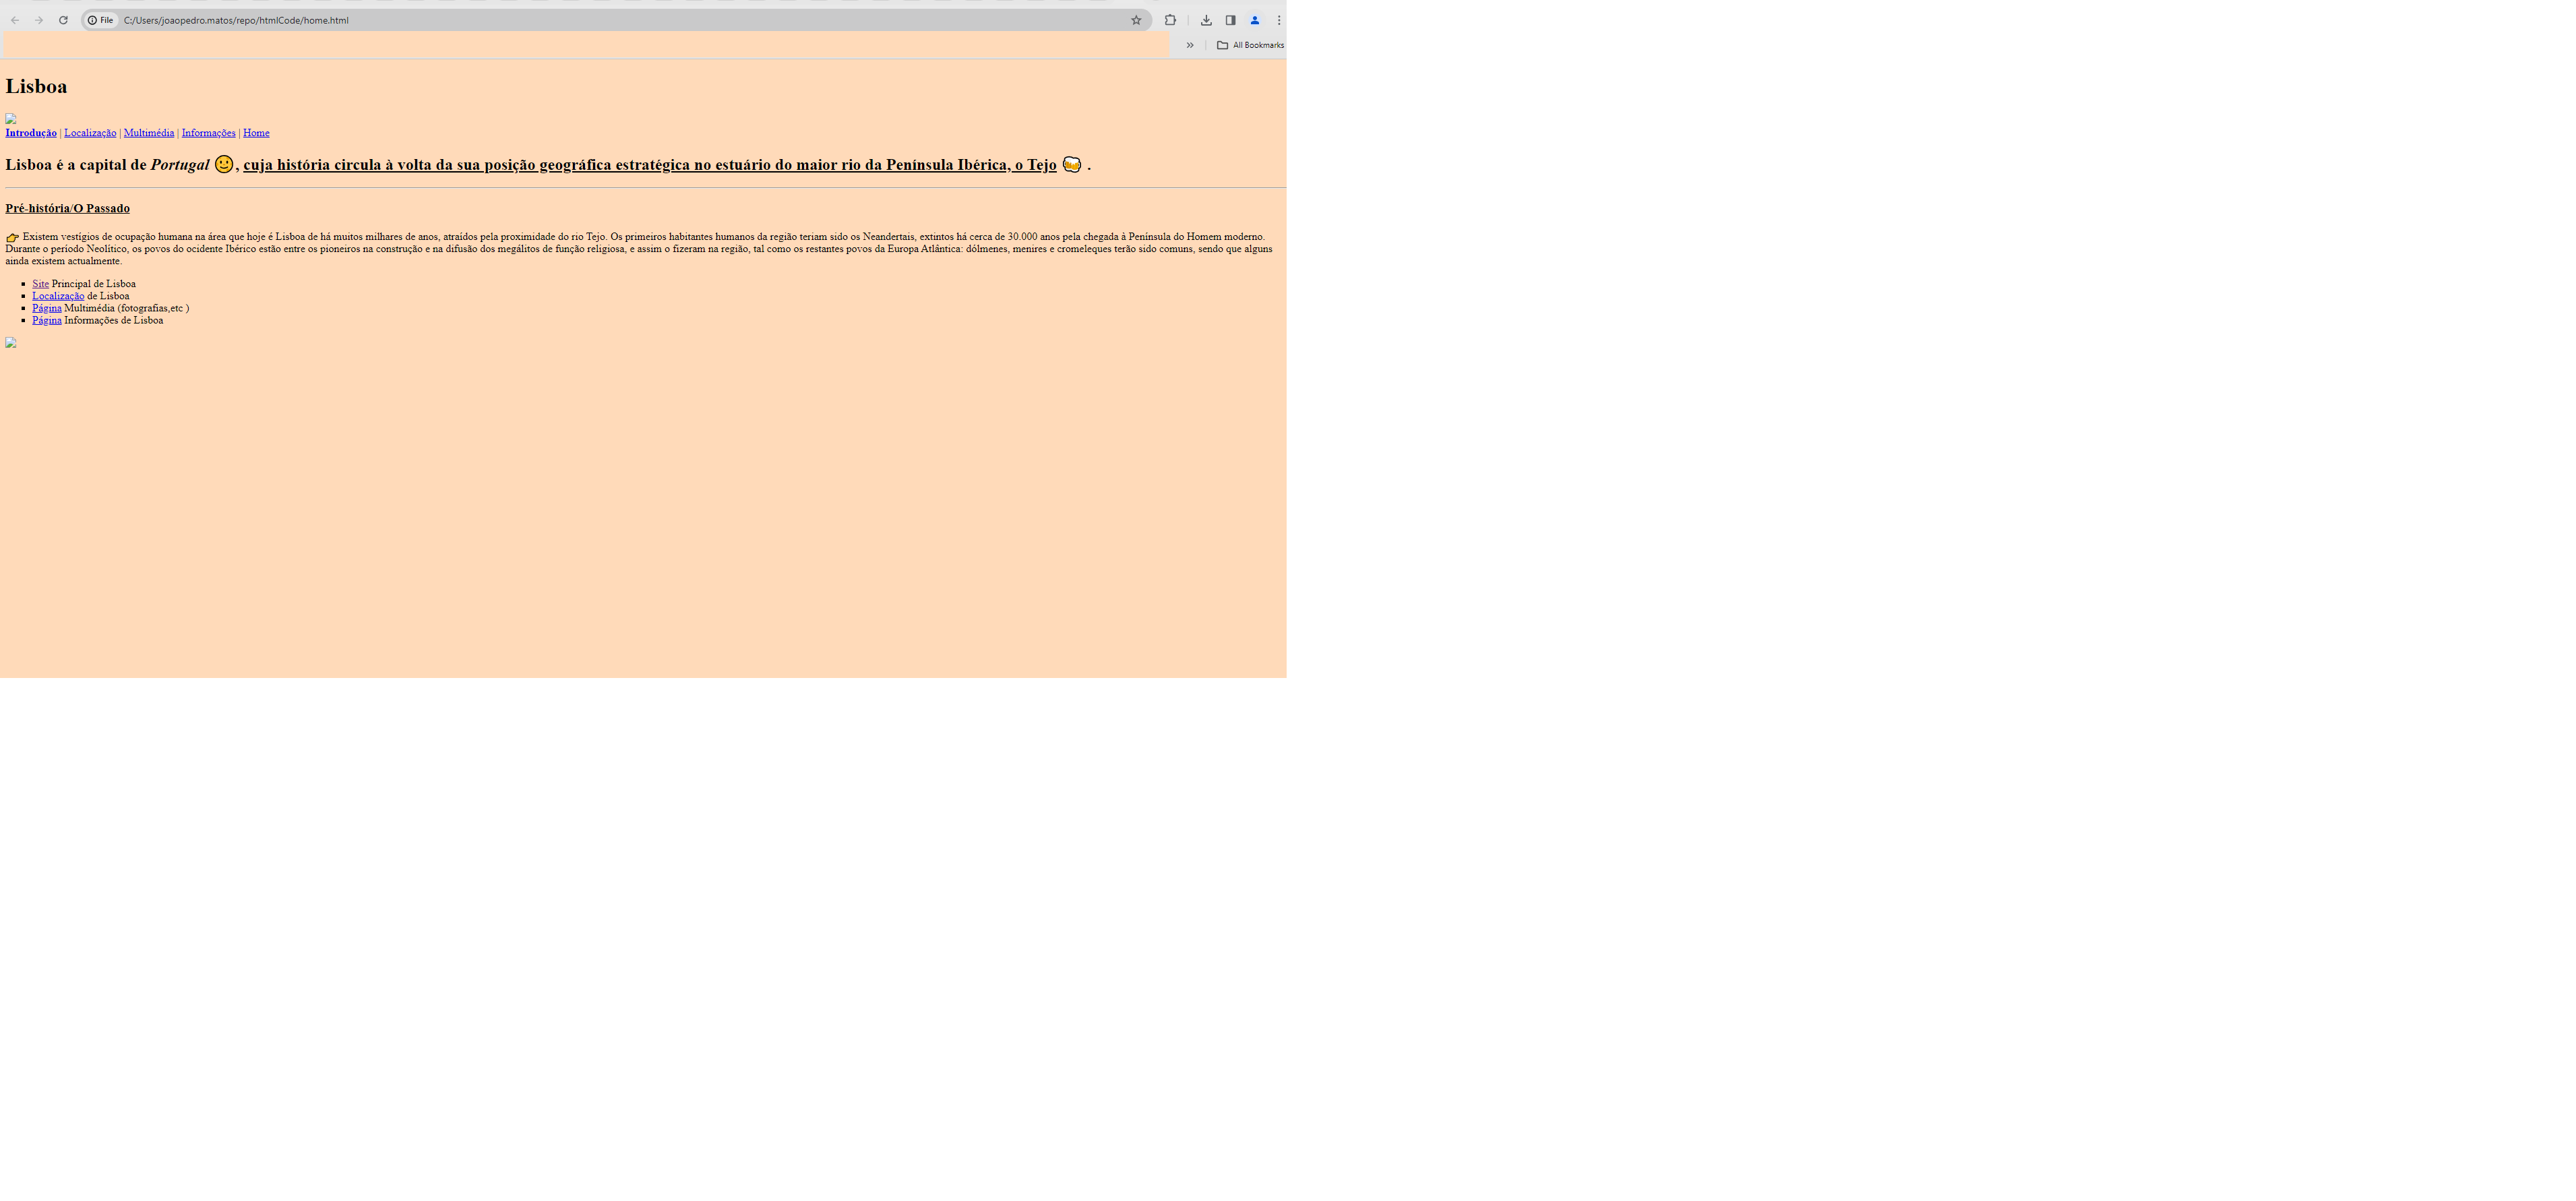 File C:/Users/joaopedro.matos/repo/htmlCode/home.html
» All Bookmarks
Lisboa
Introdução | Localização | Multimédia | Informações | Home
Lisboa é a capital de Portugal 🙂, cuja história circula à volta da sua posição geográfica estratégica no estuário do maior rio da Península Ibérica, o Tejo 🍻 .
Pré-história/O Passado
👉 Existem vestígios de ocupação humana na área que hoje é Lisboa de há muitos milhares de anos, atraídos pela proximidade do rio Tejo. Os primeiros habitantes humanos da região teriam sido os Neandertais, extintos há cerca de 30.000 anos pela chegada à Península do Homem moderno.
Durante o período Neolítico, os povos do ocidente Ibérico estão entre os pioneiros na construção e na difusão dos megálitos de função religiosa, e assim o fizeram na região, tal como os restantes povos da Europa Atlântica: dólmenes, menires e cromeleques terão sido comuns, sendo que alguns
ainda existem actualmente.
▪ Site Principal de Lisboa
▪ Localização de Lisboa
▪ Página Multimédia (fotografias,etc )
▪ Página Informações de Lisboa